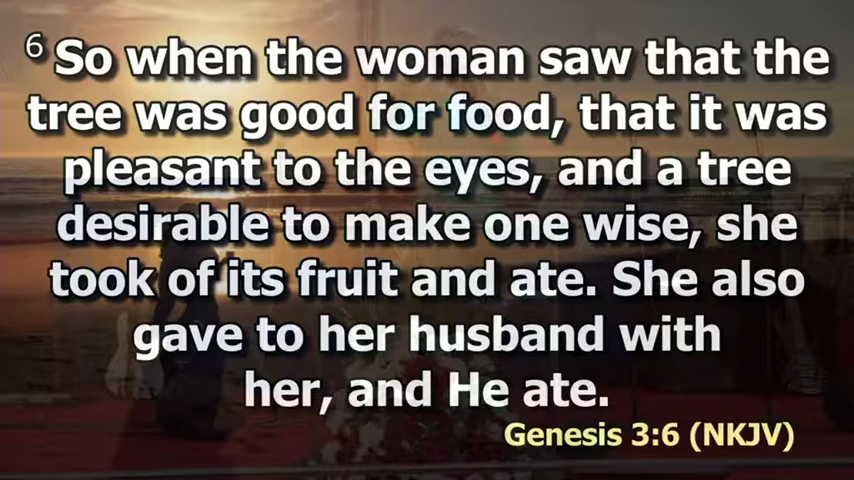 6 So when the woman saw that the
tree was good for food, that it was
pleasant to the eyes, and a tree
desirable to make one wise, she
took of its fruit and ate. She also
gave to her husband with
her, and He ate.
Genesis 3:6 (NKJV)